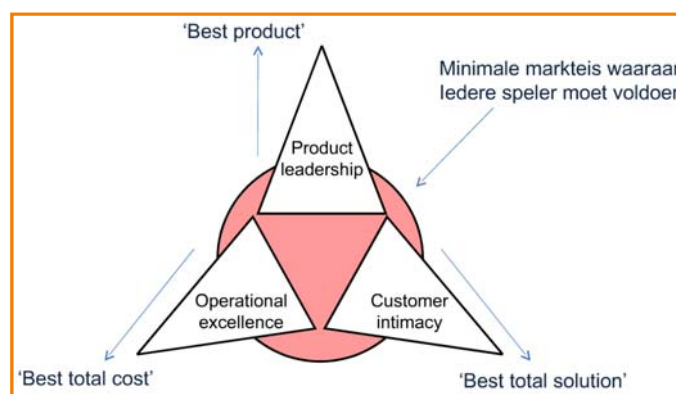 'Best product'
Minimale markteis waaraan
Iedere speler moet voldoen
Product
leadership
Operational
excellence
Customer
intimacy
'Best total cost'
'Best total solution'